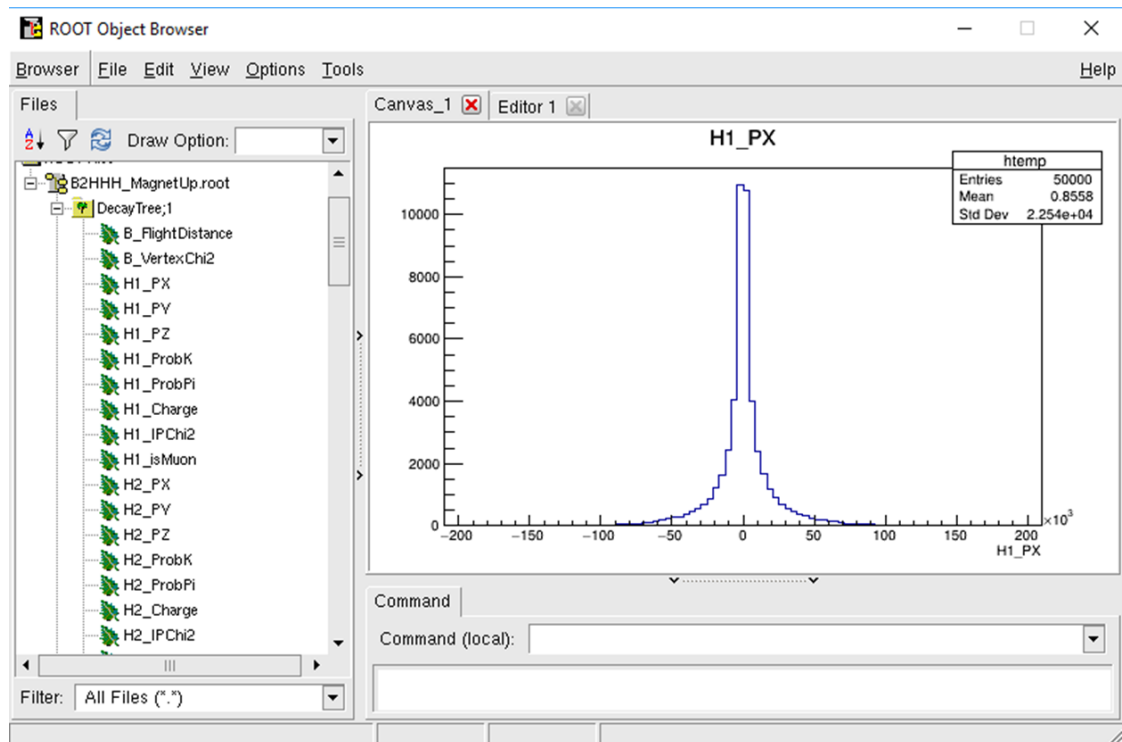 ROOT Object Browser
Browser File Edit View Options Tools Help
Files
Draw Option:
B2HHH_MagnetUp.root
DecayTree;1
B_FlightDistance
B_VertexChi2
H1_PX
H1_PY
H1_PZ
H1_ProbK
H1_ProbPi
H1_Charge
H1_IPChi2
H1_isMuon
H2_PX
H2_PY
H2_PZ
H2_ProbK
H2_ProbPi
H2_Charge
H2_IPChi2
Filter: All Files (*.*)
Canvas_1 Editor 1
H1_PX
htemp
Entries 50000
Mean 0.8558
Std Dev 2.254e+04
10000
8000
6000
4000
2000
0
−200 −150 −100 −50 0 50 100 150 200 ×10³
H1_PX
Command
Command (local):